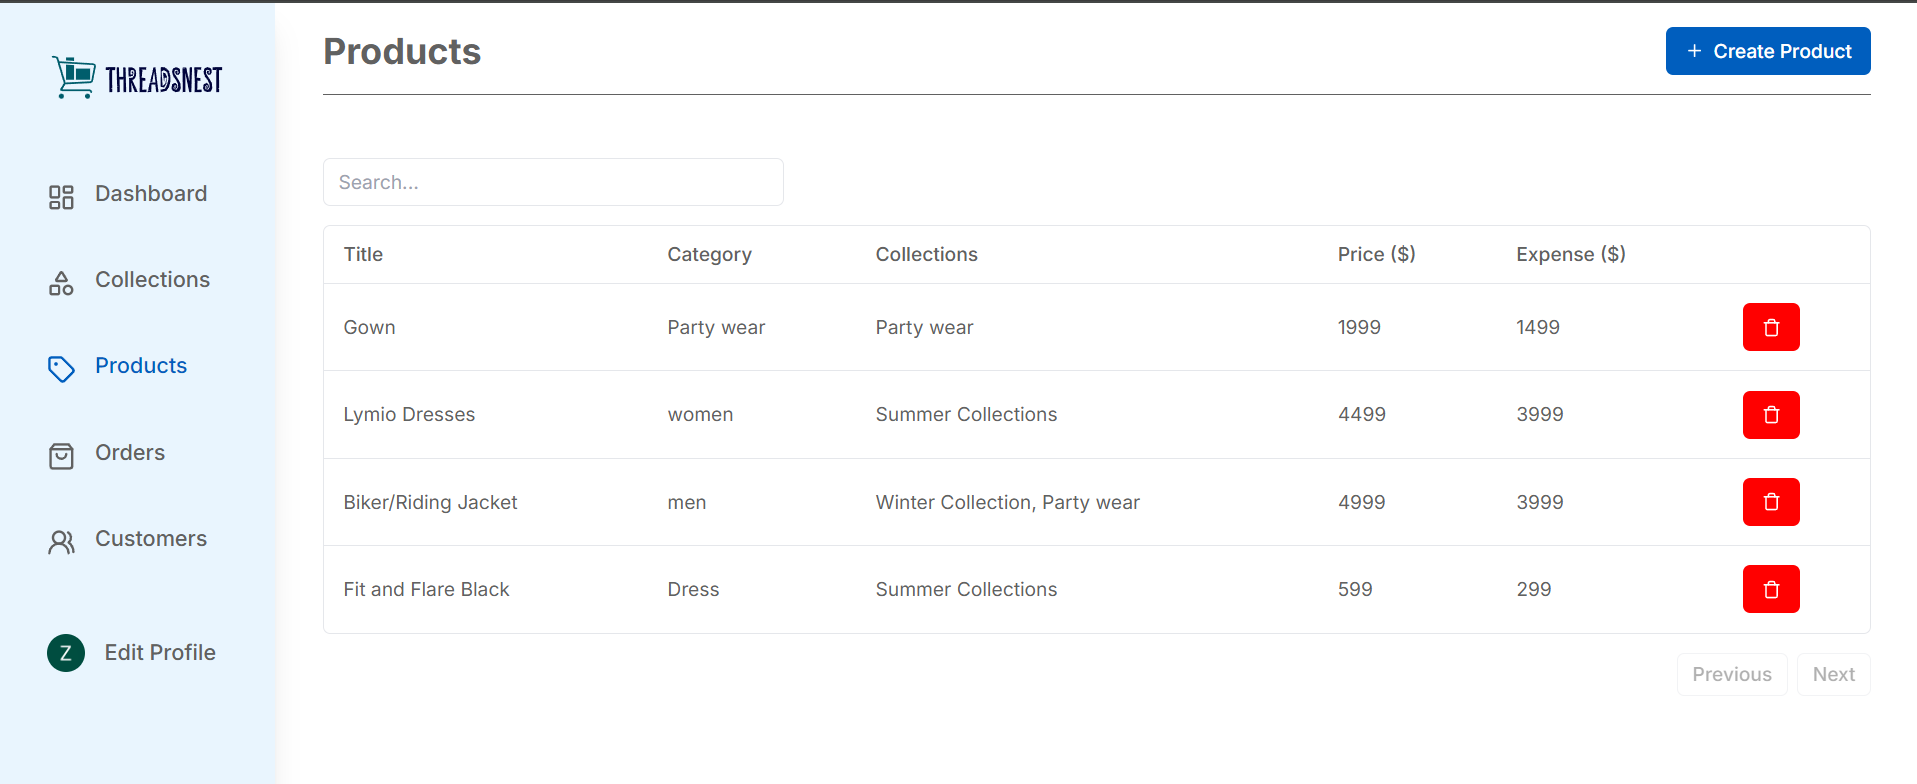 THREADSNEST
Dashboard
Collections
Products
Orders
Customers
Z Edit Profile
Products
+ Create Product
Search...
Title Category Collections Price ($) Expense ($)
Gown Party wear Party wear 1999 1499
Lymio Dresses women Summer Collections 4499 3999
Biker/Riding Jacket men Winter Collection, Party wear 4999 3999
Fit and Flare Black Dress Summer Collections 599 299
Previous Next